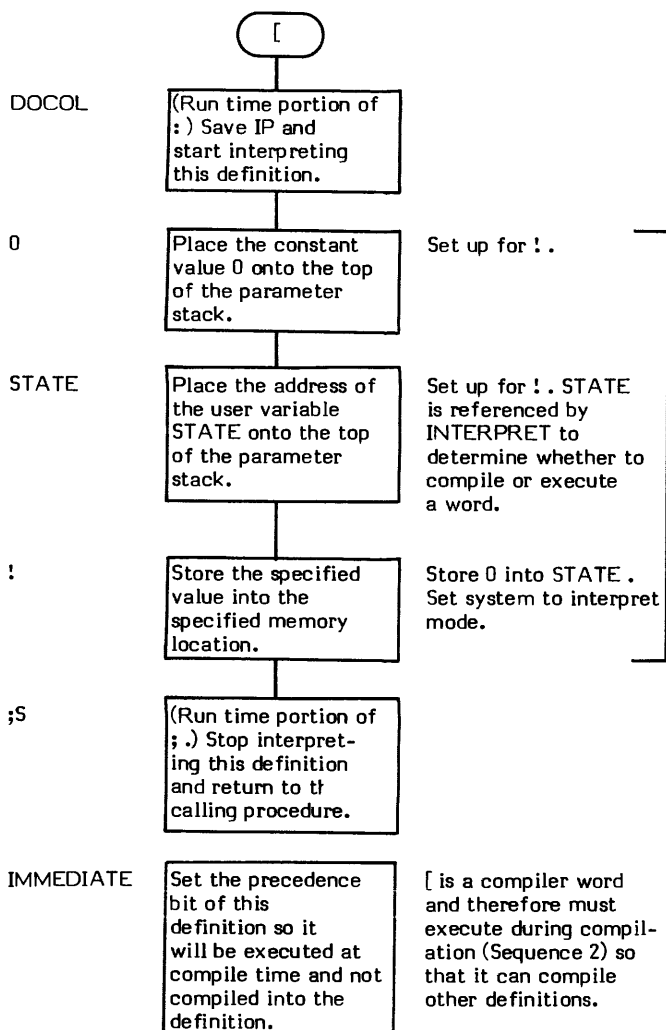 [
DOCOL
(Run time portion of
: ) Save IP and
start interpreting
this definition.
0
Place the constant
value 0 onto the top
of the parameter
stack.
Set up for ! .
STATE
Place the address of
the user variable
STATE onto the top
of the parameter
stack.
Set up for ! . STATE
is referenced by
INTERPRET to
determine whether to
compile or execute
a word.
!
Store the specified
value into the
specified memory
location.
Store 0 into STATE .
Set system to interpret
mode.
;S
(Run time portion of
; .) Stop interpret-
ing this definition
and return to
calling procedure.
IMMEDIATE
Set the precedence
bit of this
definition so it
will be executed at
compile time and not
compiled into the
definition.
[ is a compiler word
and therefore must
execute during compil-
ation (Sequence 2) so
that it can compile
other definitions.